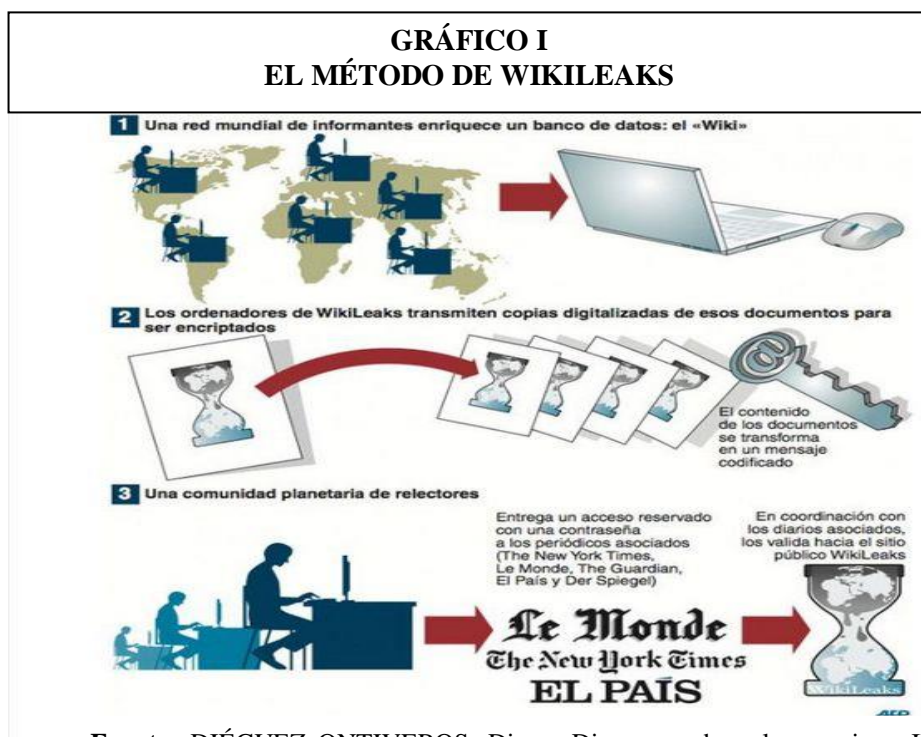 GRÁFICO I
EL MÉTODO DE WIKILEAKS
1 Una red mundial de informantes enriquece un banco de datos: el «Wiki»
2 Los ordenadores de WikiLeaks transmiten copias digitalizadas de esos documentos para
ser encriptados
El contenido
de los documentos
se transforma
en un mensaje
codificado
3 Una comunidad planetaria de relectores
Entrega un acceso reservado
con una contraseña
a los periódicos asociados
(The New York Times,
Le Monde, The Guardian,
El País y Der Spiegel)
En coordinación con
los diarios asociados,
los valida hacia el sitio
público WikiLeaks
Le Monde
The New York Times
EL PAÍS
WikiLeaks
AFP